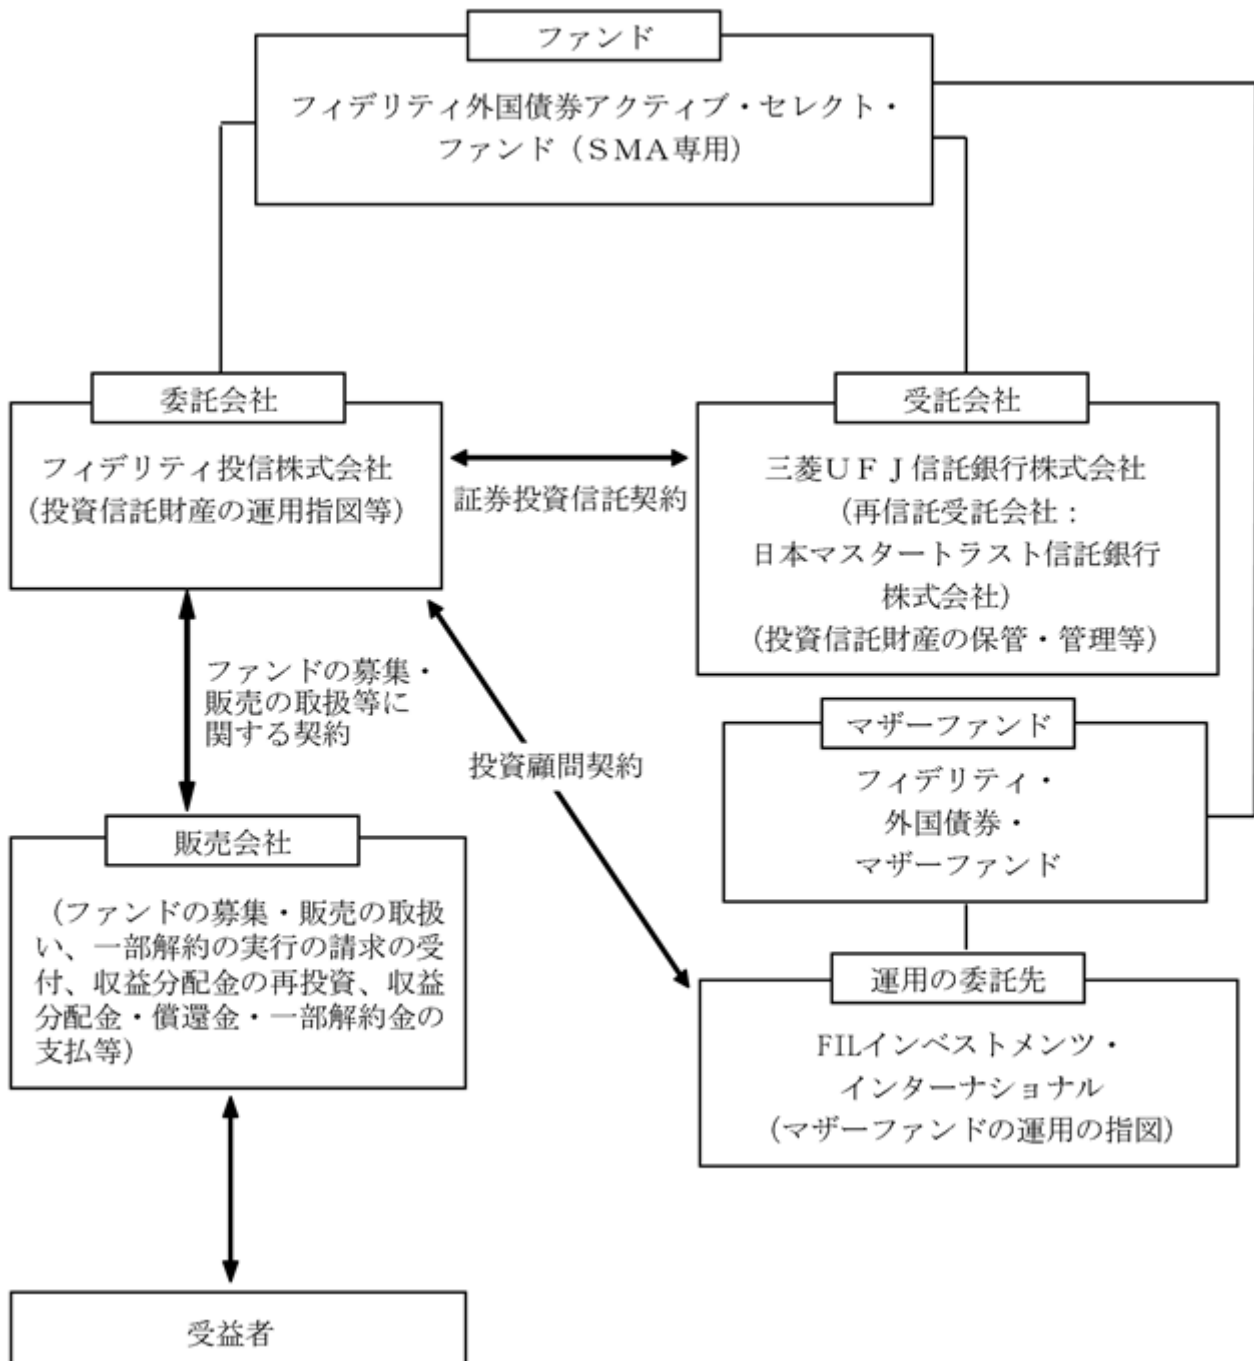 ファンド
フィデリティ外国債券アクティブ・セレクト・
ファンド（ＳＭＡ専用）
委託会社
フィデリティ投信株式会社
（投資信託財産の運用指図等）
証券投資信託契約
受託会社
三菱ＵＦＪ信託銀行株式会社
（再信託受託会社：
日本マスタートラスト信託銀行
株式会社）
（投資信託財産の保管・管理等）
ファンドの募集・
販売の取扱等に
関する契約
投資顧問契約
マザーファンド
フィデリティ・
外国債券・
マザーファンド
販売会社
（ファンドの募集・販売の取扱
い、一部解約の実行の請求の受
付、収益分配金の再投資、収益
分配金・償還金・一部解約金の
支払等）
運用の委託先
FILインベストメンツ・
インターナショナル
（マザーファンドの運用の指図）
受益者